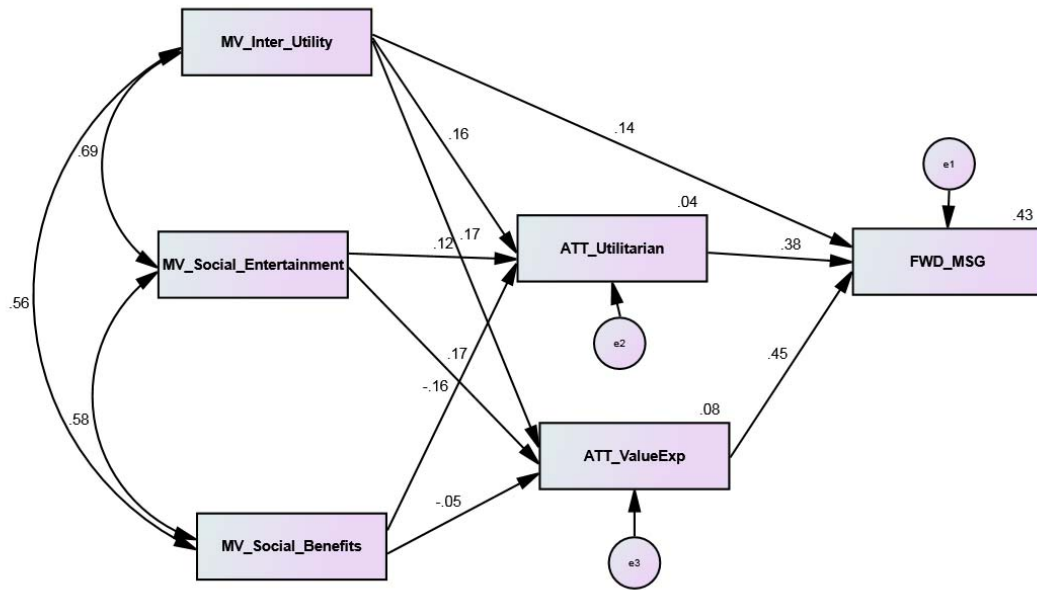 MV_Inter_Utility
.14
.16
e1
.69
.04
.43
.12
.17
ATT_Utilitarian
.38
FWD_MSG
MV_Social_Entertainment
.56
e2
.17
-.16
.45
.58
.08
ATT_ValueExp
-.05
MV_Social_Benefits
e3